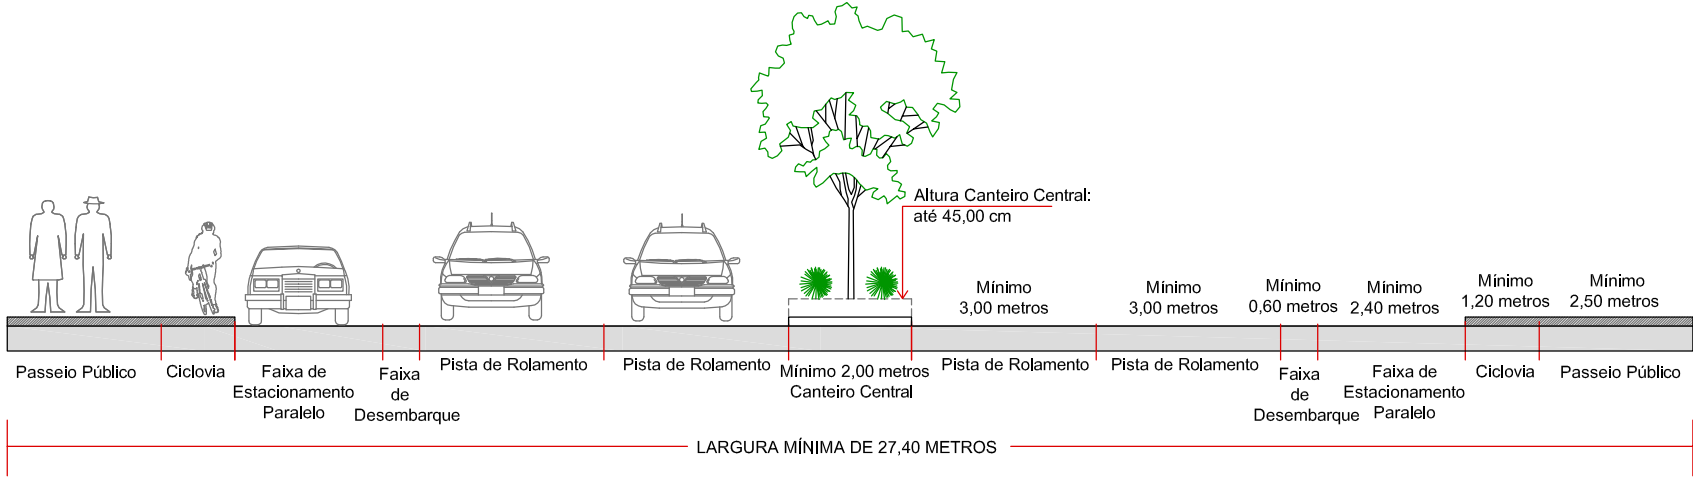 Altura Canteiro Central:
até 45,00 cm
Mínimo
3,00 metros
Mínimo
3,00 metros
Mínimo
0,60 metros
Mínimo
2,40 metros
Mínimo
1,20 metros
Mínimo
2,50 metros
Passeio Público
Ciclovia
Faixa de
Estacionamento
Paralelo
Faixa
de
Desembarque
Pista de Rolamento
Pista de Rolamento
Mínimo 2,00 metros
Canteiro Central
Pista de Rolamento
Pista de Rolamento
Faixa
de
Desembarque
Faixa de
Estacionamento
Paralelo
Ciclovia
Passeio Público
LARGURA MÍNIMA DE 27,40 METROS